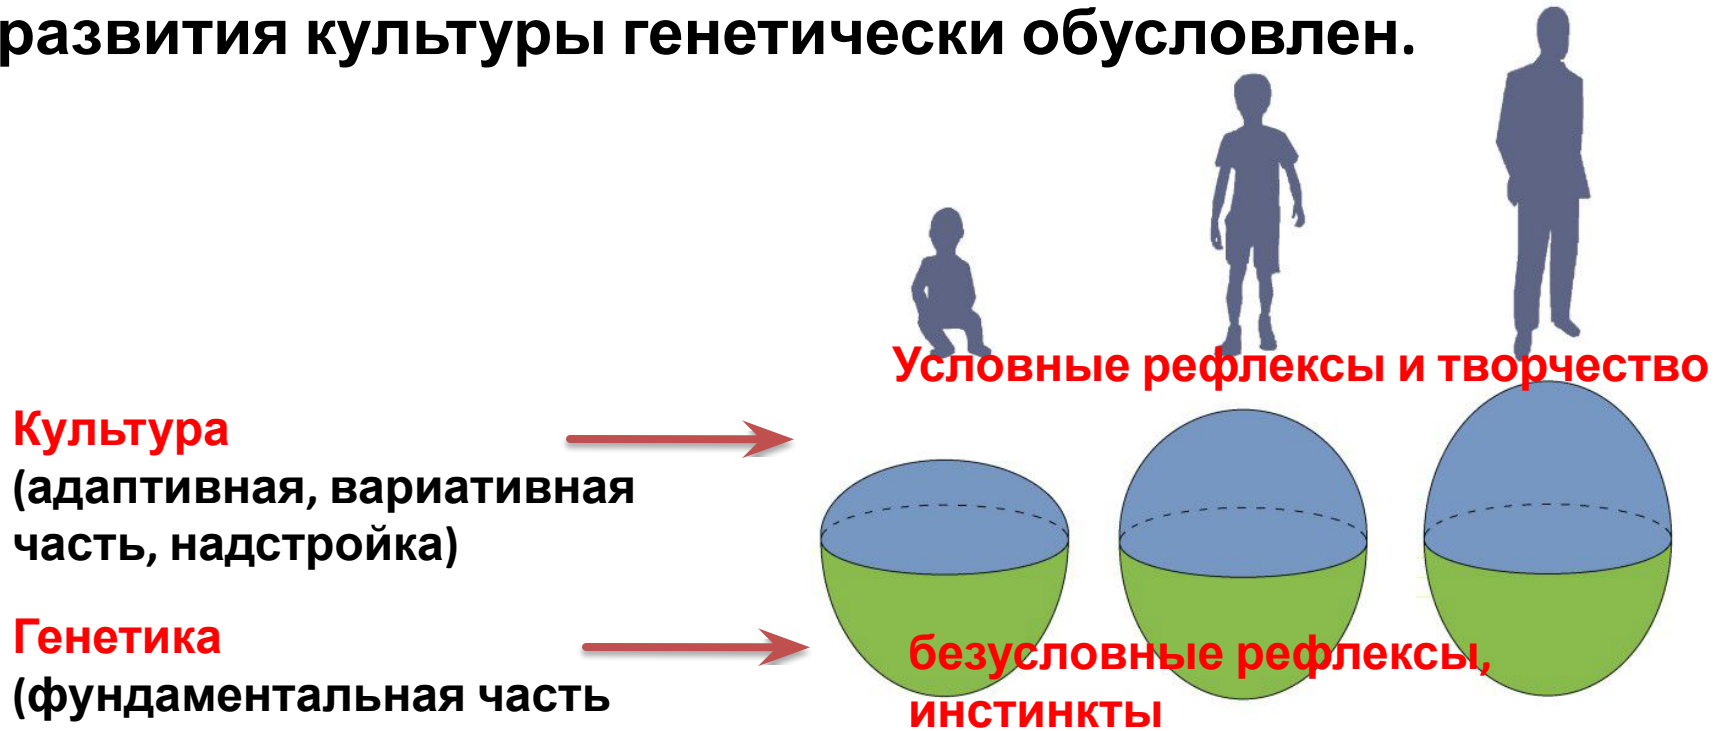 развития культуры генетически обусловлен.
Условные рефлексы и творчество
Культура
(адаптивная, вариативная
часть, надстройка)
Генетика
(фундаментальная часть
безусловные рефлексы,
инстинкты